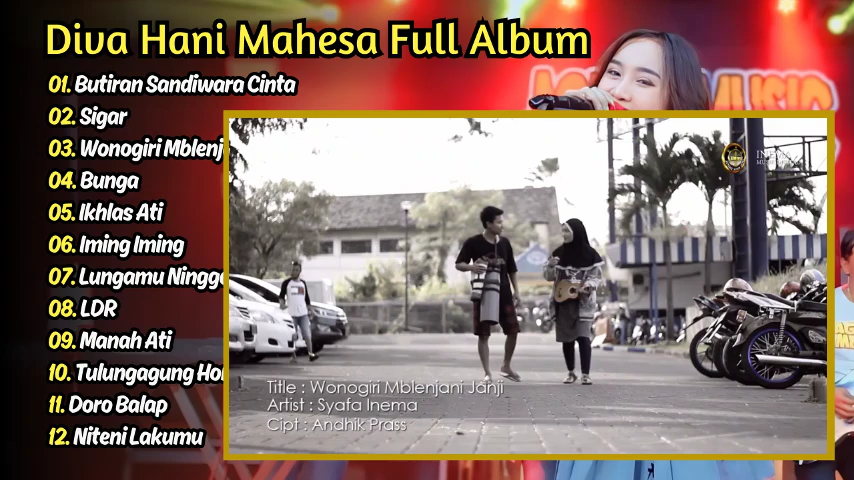 Diva Hani Mahesa Full Album
01. Butiran Sandiwara Cinta
02. Sigar
03. Wonogiri Mblenj
04. Bunga
05. Ikhlas Ati
06. Iming Iming
07. Lungamu Ningg
08. LDR
09. Manah Ati
10. Tulungagung Ho
11. Doro Balap
12. Niteni Lakumu
Title : Wonogiri Mblenjani Janji
Artist : Syafa Inema
Cipt : Andhik Prass